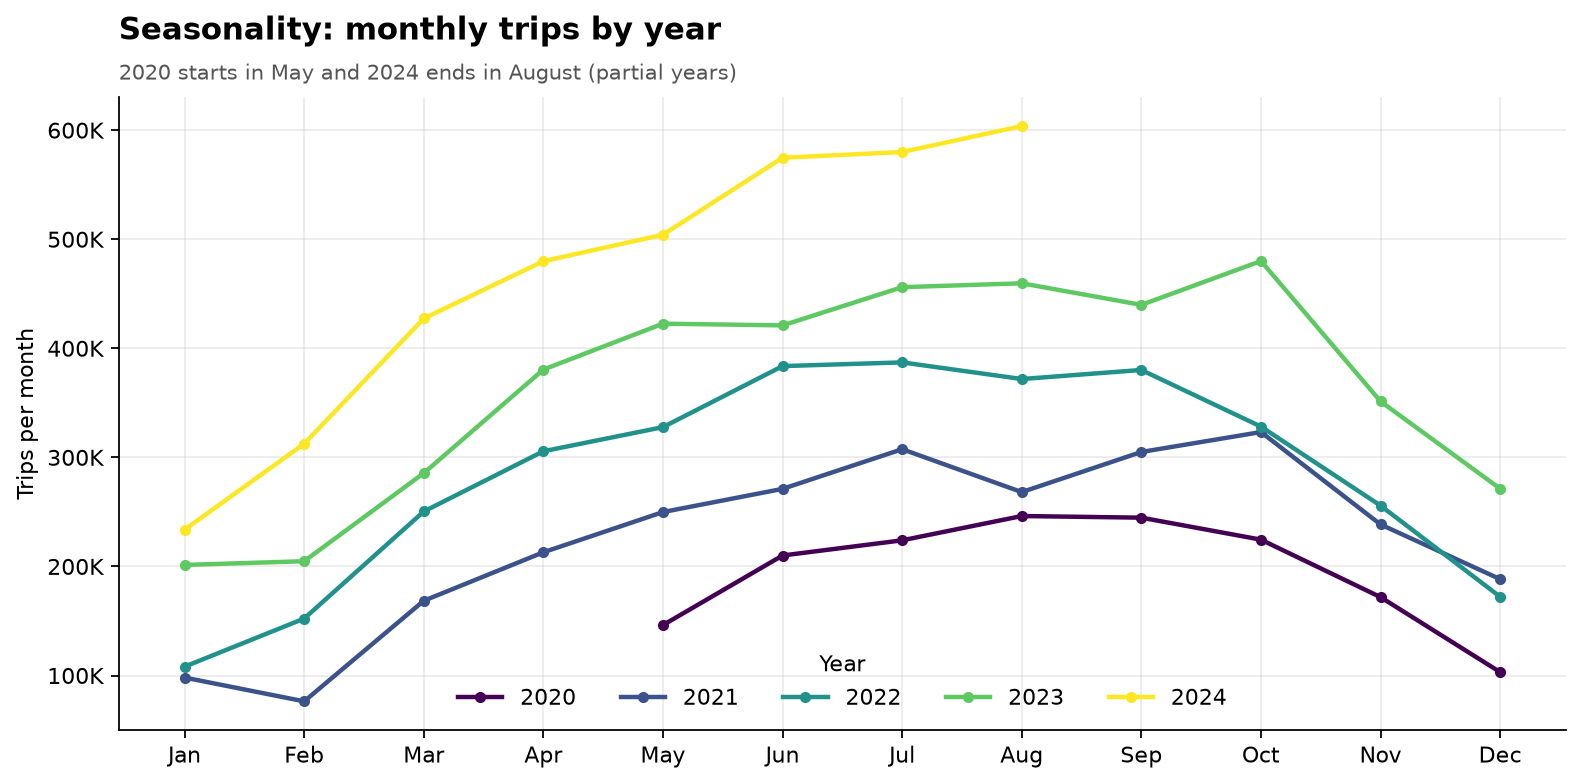 Seasonality: monthly trips by year
2020 starts in May and 2024 ends in August (partial years)
Trips per month
600K
500K
400K
300K
200K
100K
Year
2020 2021 2022 2023 2024
Jan Feb Mar Apr May Jun Jul Aug Sep Oct Nov Dec